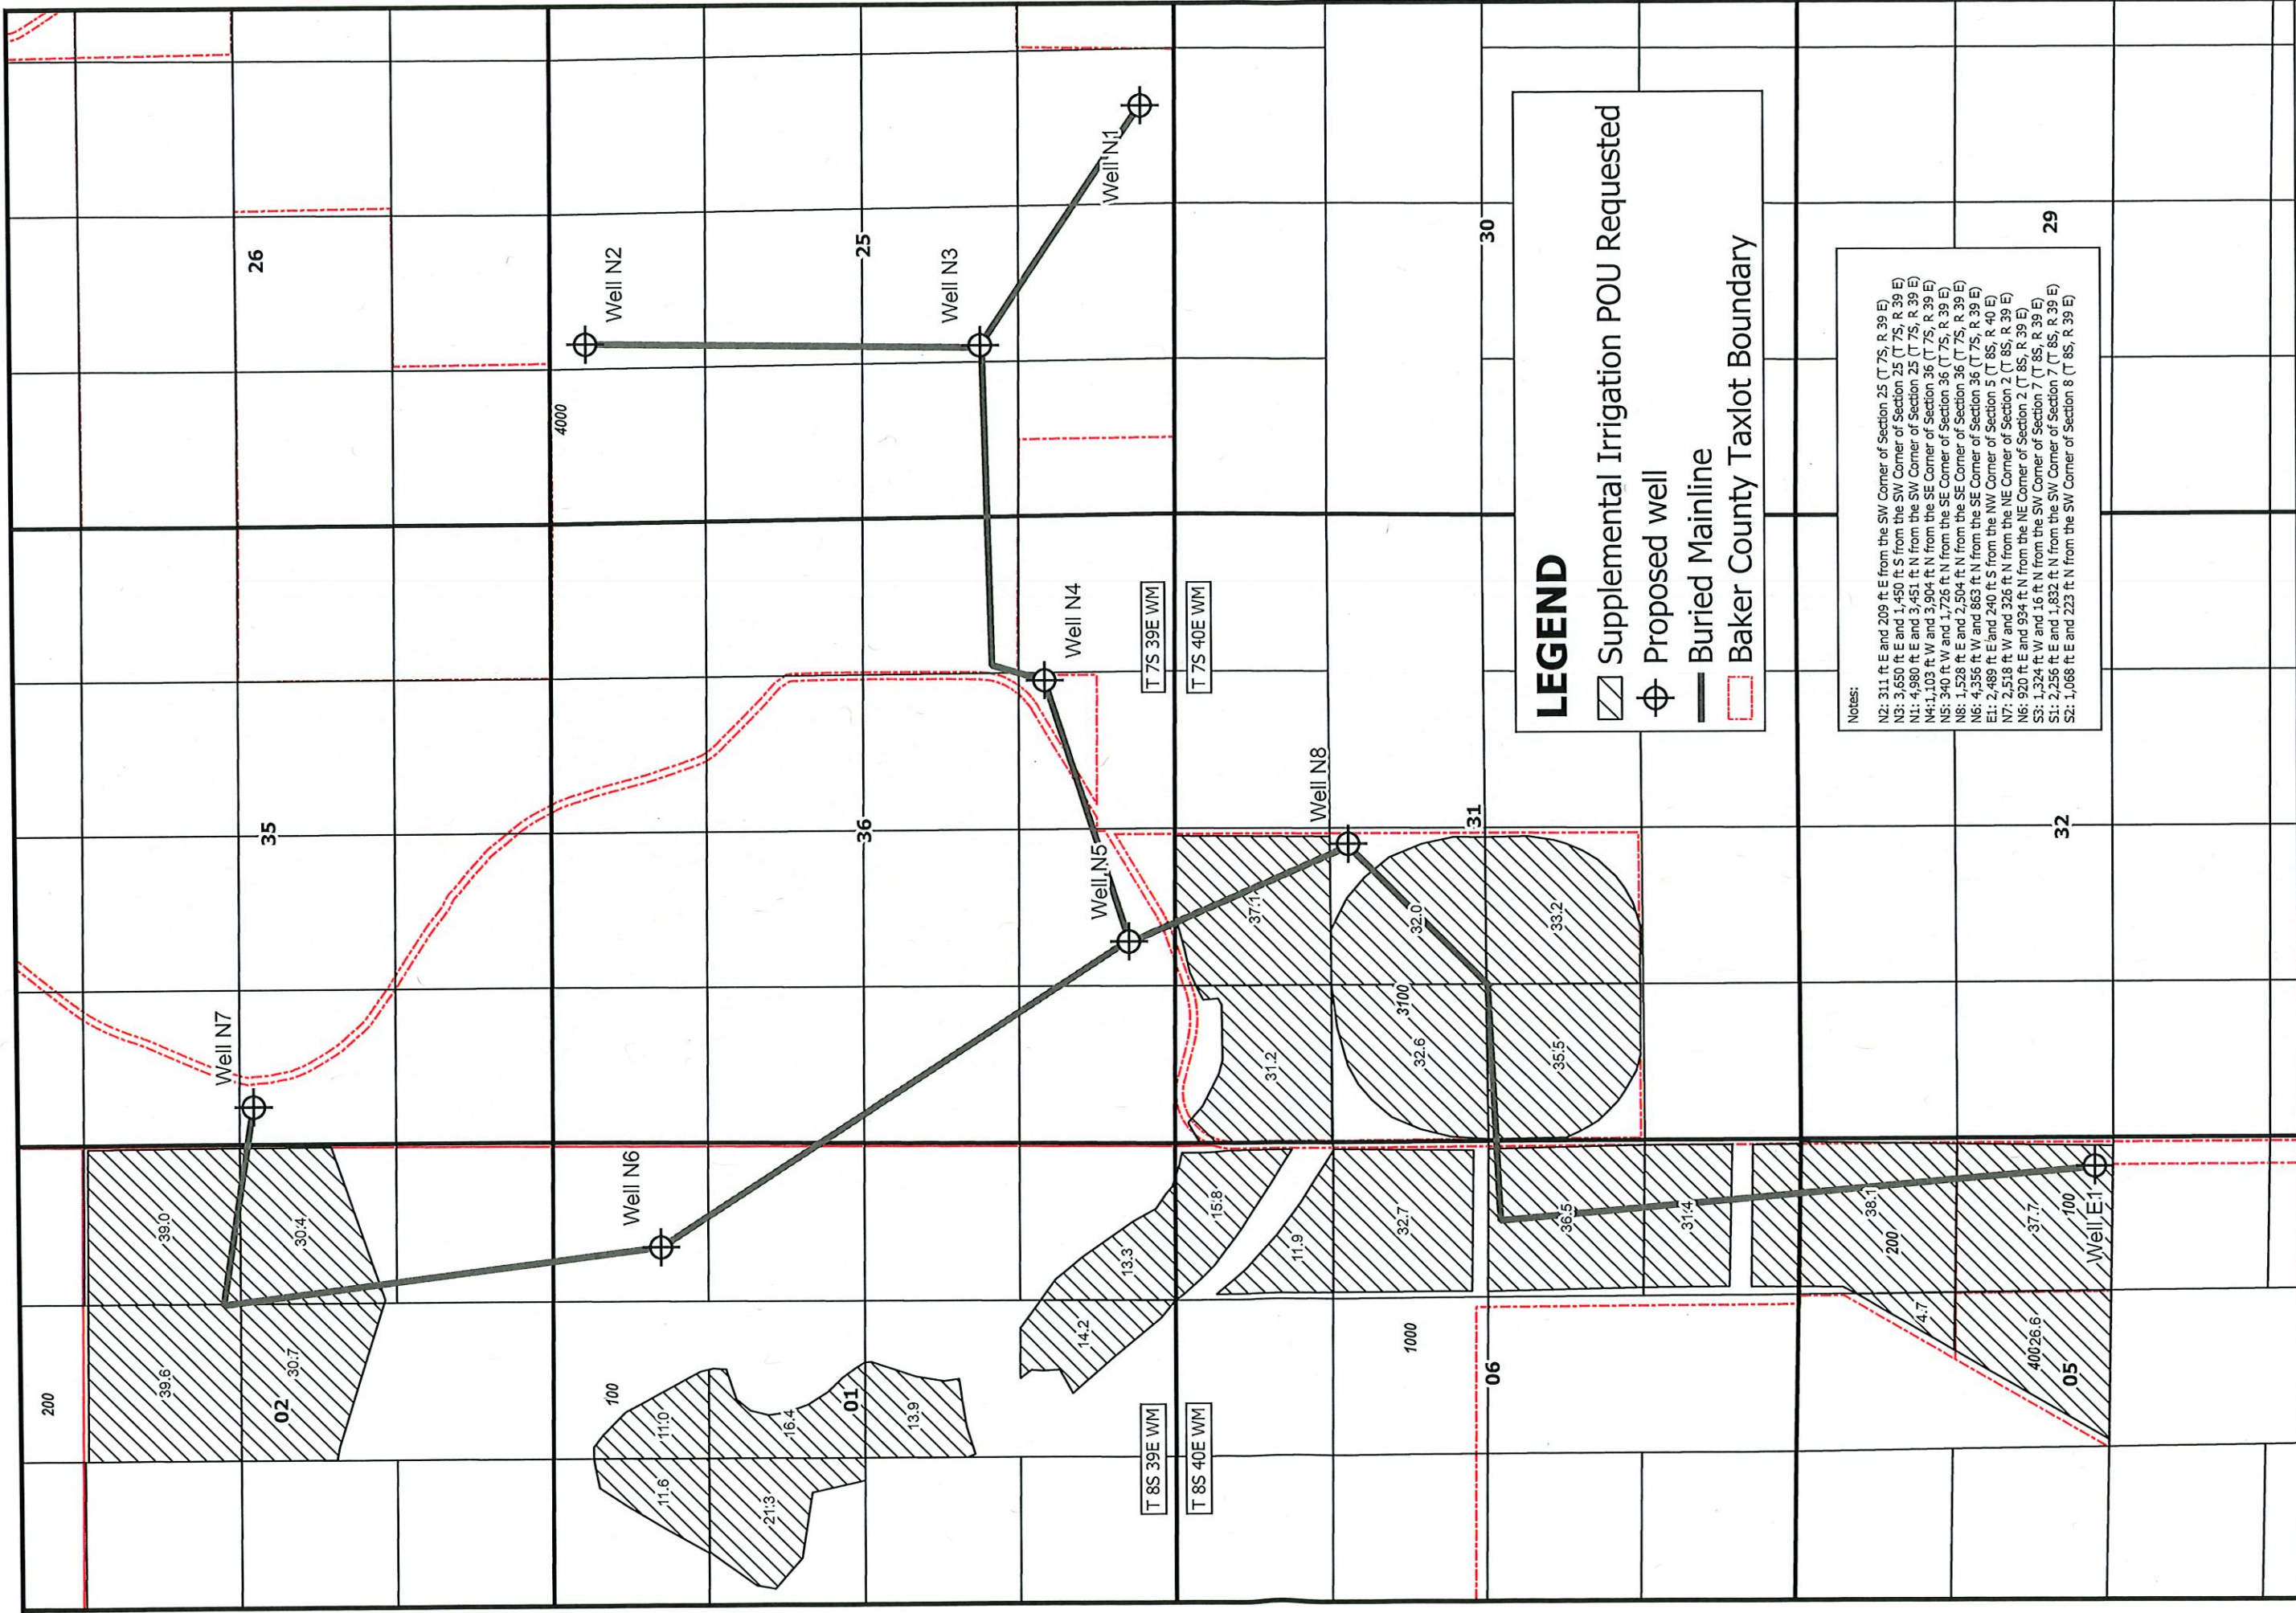 26
25
30
29
4000
Well N2
Well N3
Well N1
Well N4
T 7S 39E WM
T 7S 40E WM
35
36
31
32
Well N7
Well N5
Well N8
37.1
32.0
33.2
3100
31.2
32.6
35.5
Well N6
39.0
30.4
39.6
30.7
02
200
100
11.0
16.4
01
13.9
11.6
21.3
14.2
13.3
15.8
11.9
32.7
36.5
31.4
38.1
200
37.7
100
Well E1
4.7
400
26.6
05
06
1000
T 8S 39E WM
T 8S 40E WM
LEGEND
Supplemental Irrigation POU Requested
Proposed well
Buried Mainline
Baker County Taxlot Boundary
Notes:
N2: 311 ft E and 209 ft E from the SW Corner of Section 25 (T 7S, R 39 E)
N3: 3,650 ft E and 1,450 ft S from the SW Corner of Section 25 (T 7S, R 39 E)
N1: 4,980 ft E and 3,451 ft N from the SW Corner of Section 25 (T 7S, R 39 E)
N4:1,103 ft W and 3,904 ft N from the SE Corner of Section 36 (T 7S, R 39 E)
N5: 340 ft W and 1,726 ft N from the SE Corner of Section 36 (T 7S, R 39 E)
N8: 1,528 ft E and 2,504 ft N from the SE Corner of Section 36 (T 7S, R 39 E)
N6: 4,356 ft W and 863 ft N from the SE Corner of Section 36 (T 7S, R 39 E)
E1: 2,489 ft E and 240 ft S from the NW Corner of Section 5 (T 8S, R 40 E)
N7: 2,518 ft W and 326 ft N from the NE Corner of Section 2 (T 8S, R 39 E)
N6: 920 ft E and 934 ft N from the NE Corner of Section 2 (T 8S, R 39 E)
S3: 1,324 ft W and 16 ft N from the SW Corner of Section 7 (T 8S, R 39 E)
S1: 2,256 ft E and 1,832 ft N from the SW Corner of Section 7 (T 8S, R 39 E)
S2: 1,068 ft E and 223 ft N from the SW Corner of Section 8 (T 8S, R 39 E)